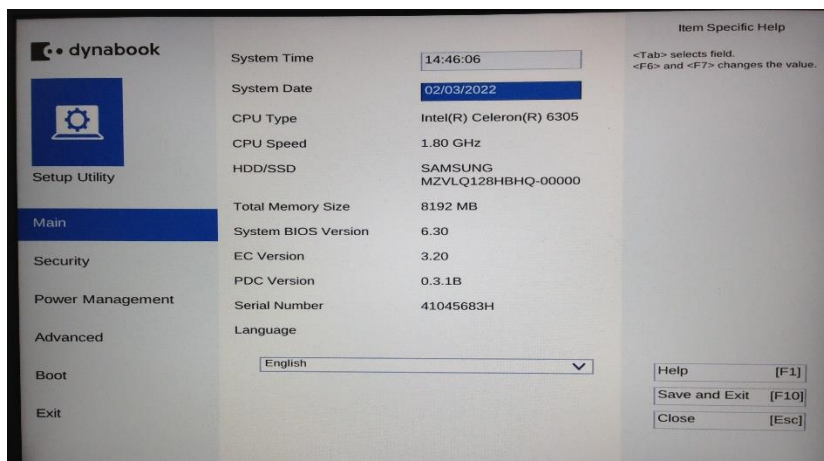 dynabook
Setup Utility
Main
Security
Power Management
Advanced
Boot
Exit
System Time 14:46:06
System Date 02/03/2022
CPU Type Intel(R) Celeron(R) 6305
CPU Speed 1.80 GHz
HDD/SSD SAMSUNG
MZVLQ128HBHQ-00000
Total Memory Size 8192 MB
System BIOS Version 6.30
EC Version 3.20
PDC Version 0.3.1B
Serial Number 41045683H
Language
English
Item Specific Help
<Tab> selects field.
<F6> and <F7> changes the value.
Help [F1]
Save and Exit [F10]
Close [Esc]